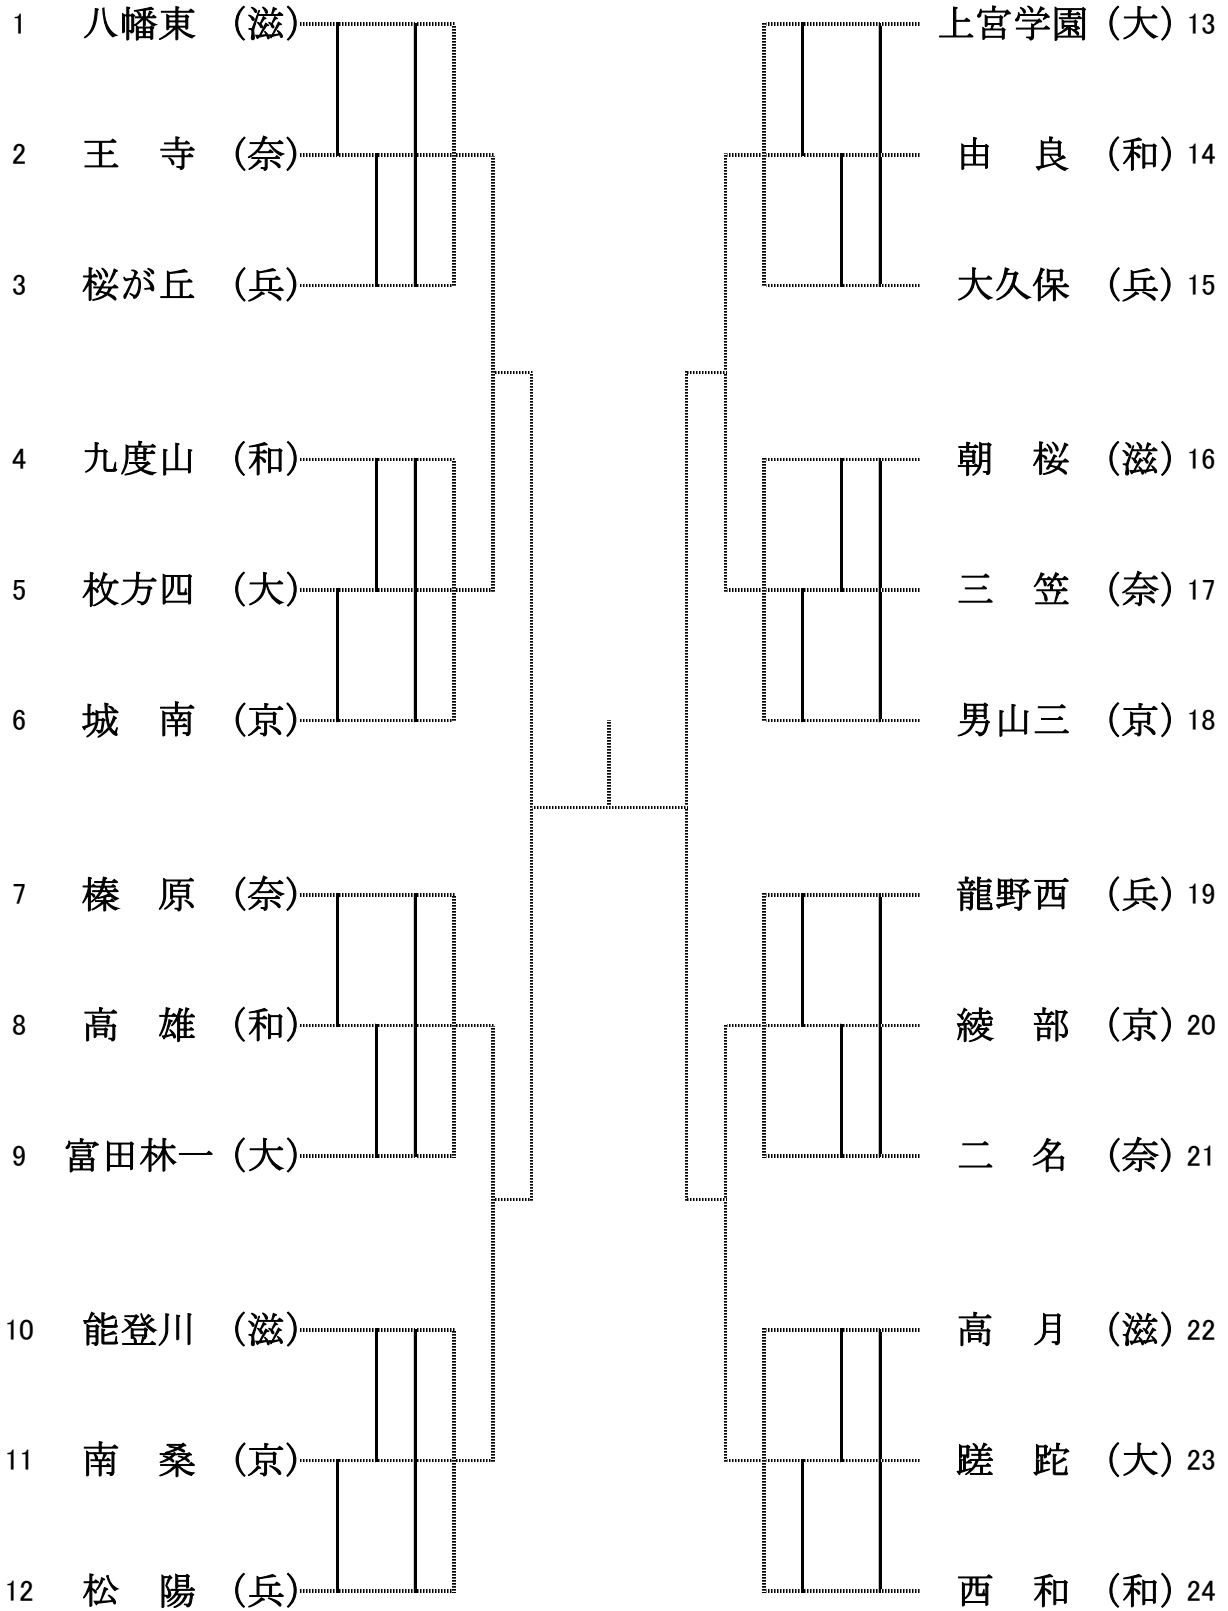 1 八幡東 (滋)
2 王 寺 (奈)
3 桜が丘 (兵)
4 九度山 (和)
5 枚方四 (大)
6 城 南 (京)
7 榛 原 (奈)
8 高 雄 (和)
9 富田林一 (大)
10 能登川 (滋)
11 南 桑 (京)
12 松 陽 (兵)
上宮学園 (大) 13
由 良 (和) 14
大久保 (兵) 15
朝 桜 (滋) 16
三 笠 (奈) 17
男山三 (京) 18
龍野西 (兵) 19
綾 部 (京) 20
二 名 (奈) 21
高 月 (滋) 22
蹉 跎 (大) 23
西 和 (和) 24